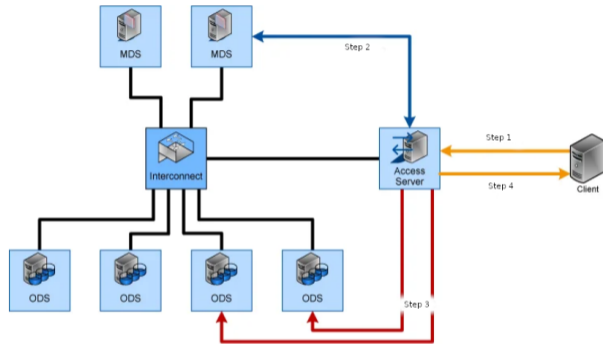 MDS
MDS
Step 2
Step 1
Interconnect
Access
Server
Step 4
Client
Step 3
ODS
ODS
ODS
ODS